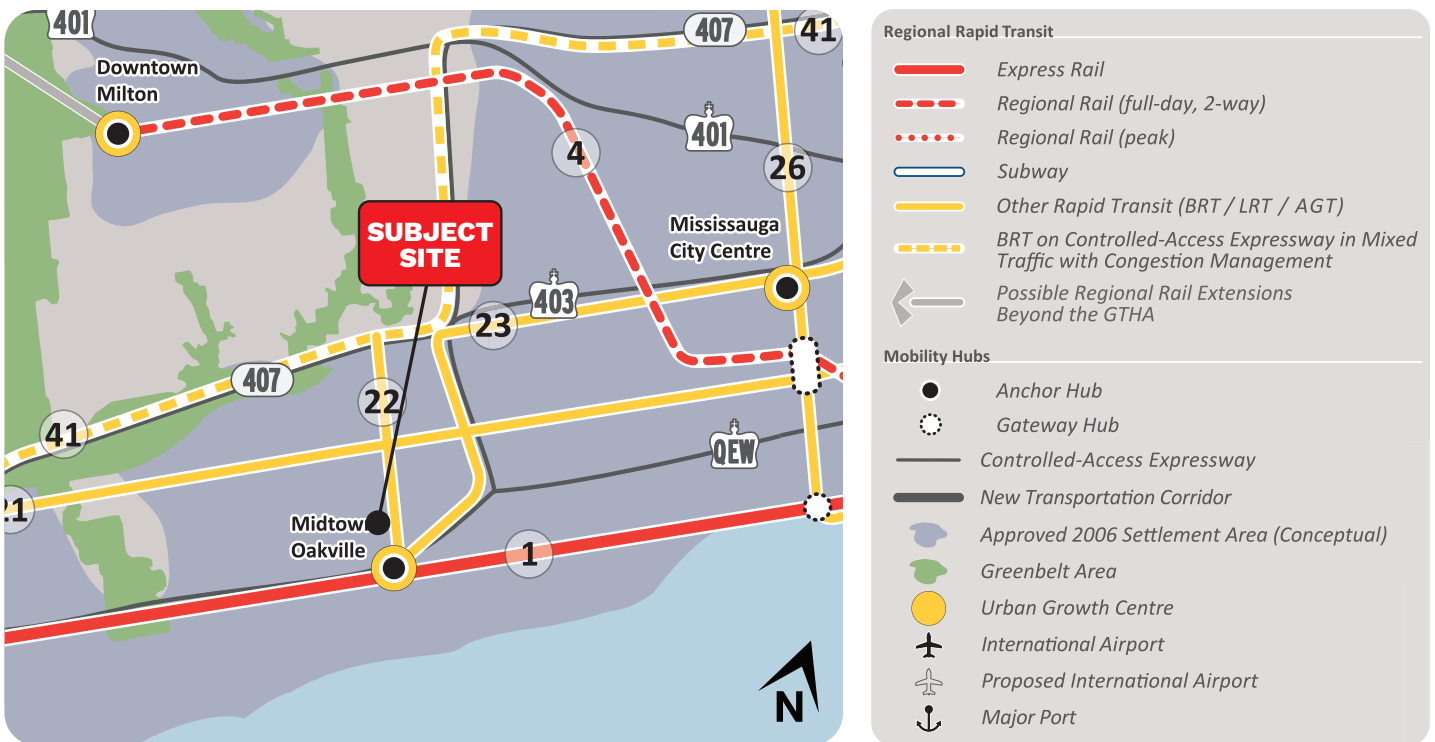 401
407
41
Downtown
Milton
4
401
26
SUBJECT
SITE
Mississauga
City Centre
403
23
407
22
41
QEW
21
Midtown
Oakville
1
N
Regional Rapid Transit
Express Rail
Regional Rail (full-day, 2-way)
Regional Rail (peak)
Subway
Other Rapid Transit (BRT / LRT / AGT)
BRT on Controlled-Access Expressway in Mixed
Traffic with Congestion Management
Possible Regional Rail Extensions
Beyond the GTHA
Mobility Hubs
Anchor Hub
Gateway Hub
Controlled-Access Expressway
New Transportation Corridor
Approved 2006 Settlement Area (Conceptual)
Greenbelt Area
Urban Growth Centre
International Airport
Proposed International Airport
Major Port